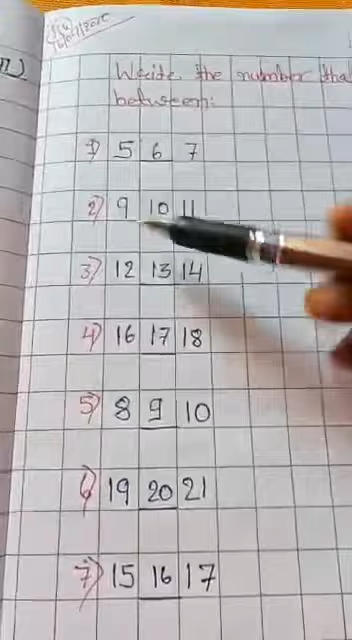 Write the number tha
between:
1) 5 6 7
2) 9 10 11
3) 12 13 14
4) 16 17 18
5) 8 9 10
6) 19 20 21
7) 15 16 17